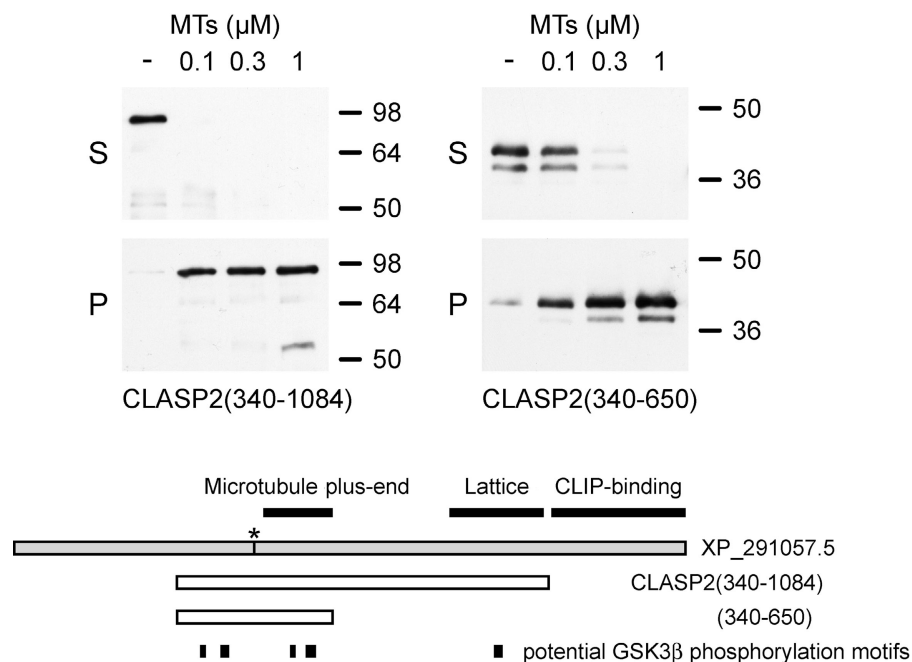 MTs (µM)
- 0.1 0.3 1
S
98
64
50
P
98
64
50
CLASP2(340-1084)
MTs (µM)
- 0.1 0.3 1
S
50
36
P
50
36
CLASP2(340-650)
Microtubule plus-end
Lattice
CLIP-binding
*
XP_291057.5
CLASP2(340-1084)
(340-650)
potential GSK3β phosphorylation motifs